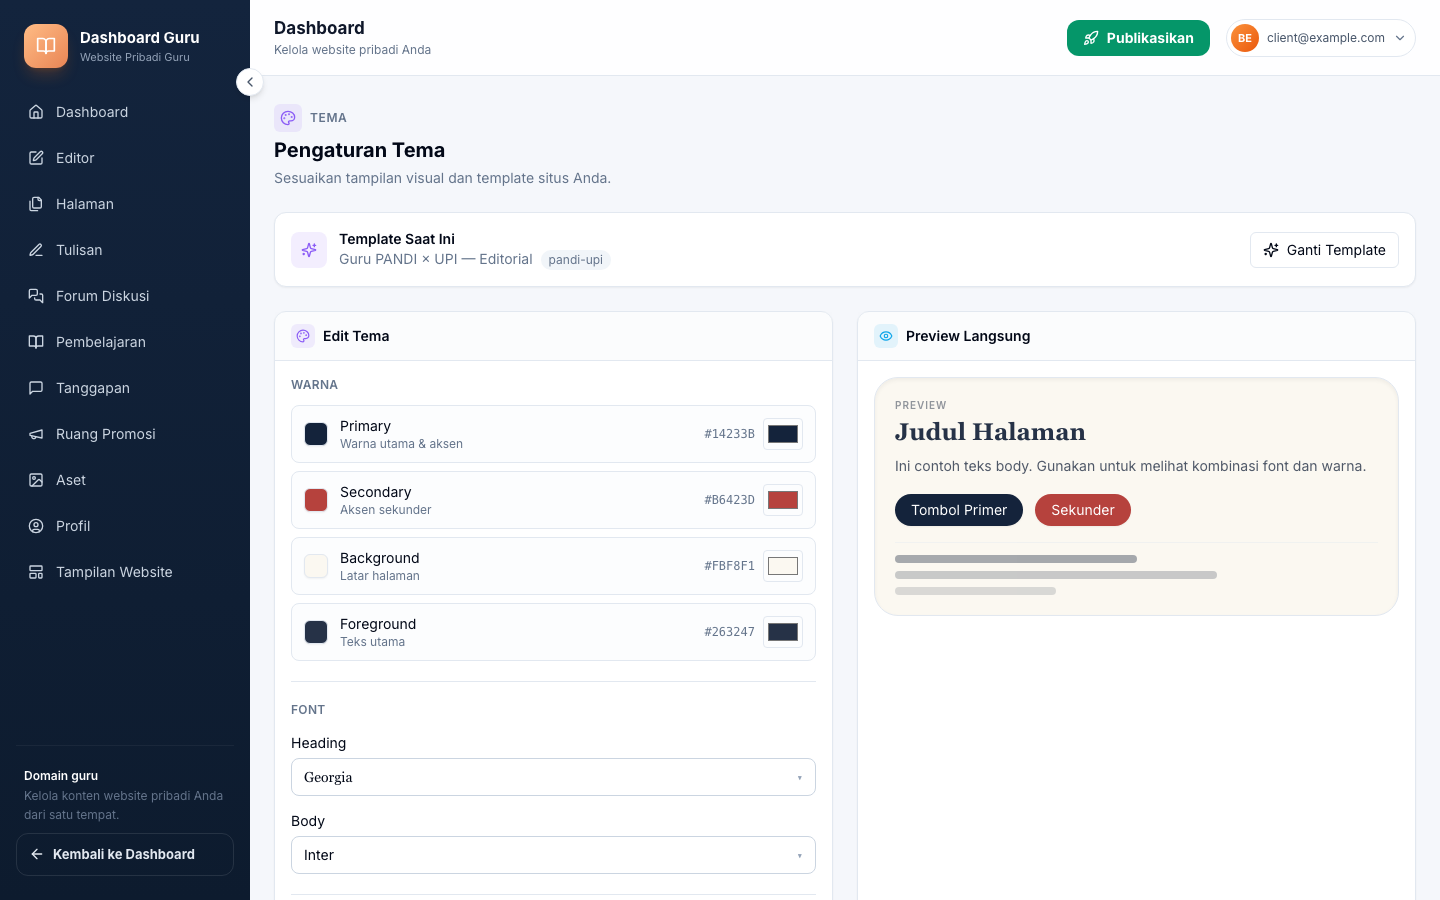 Dashboard Guru
Website Pribadi Guru
Dashboard
Editor
Halaman
Tulisan
Forum Diskusi
Pembelajaran
Tanggapan
Ruang Promosi
Aset
Profil
Tampilan Website
Domain guru
Kelola konten website pribadi Anda
dari satu tempat.
Kembali ke Dashboard
Dashboard
Kelola website pribadi Anda
Publikasikan
BE
client@example.com
TEMA
Pengaturan Tema
Sesuaikan tampilan visual dan template situs Anda.
Template Saat Ini
Guru PANDI × UPI — Editorial pandi-upi
Ganti Template
Edit Tema
WARNA
Primary
Warna utama & aksen
#14233B
Secondary
Aksen sekunder
#B6423D
Background
Latar halaman
#FBF8F1
Foreground
Teks utama
#263247
FONT
Heading
Georgia
Body
Inter
Preview Langsung
PREVIEW
Judul Halaman
Ini contoh teks body. Gunakan untuk melihat kombinasi font dan warna.
Tombol Primer
Sekunder